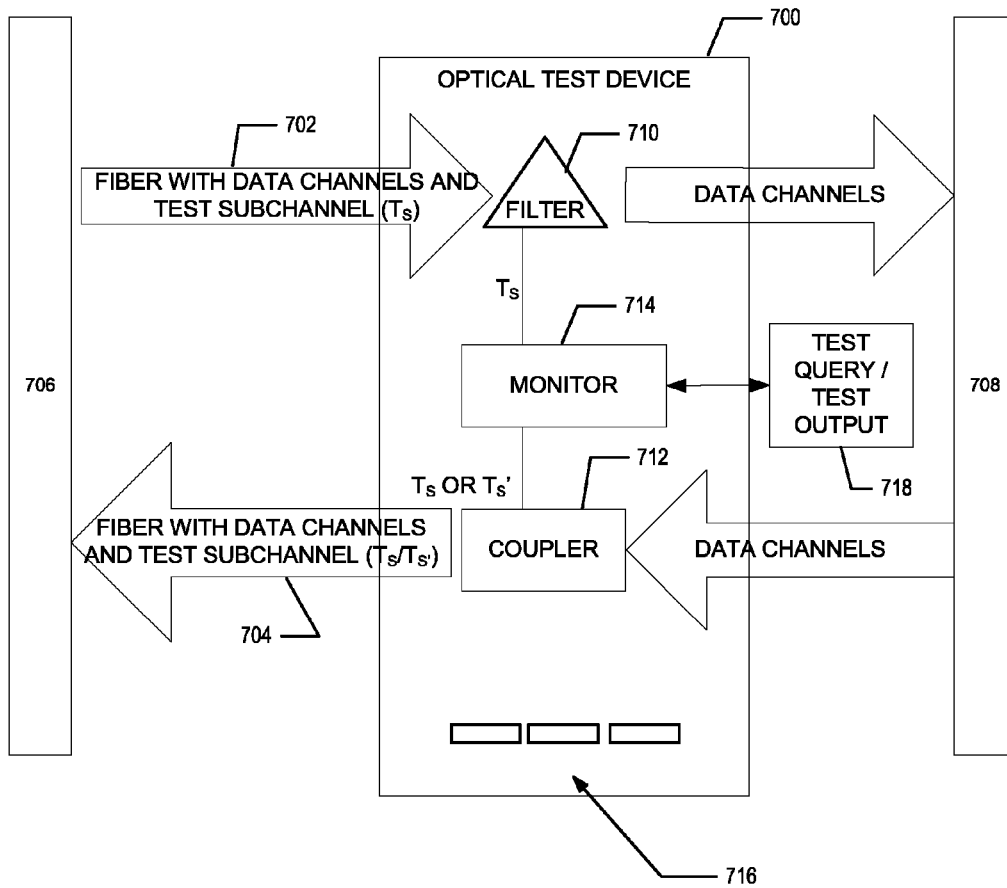 700
OPTICAL TEST DEVICE
702
710
FIBER WITH DATA CHANNELS AND
TEST SUBCHANNEL (TS)
FILTER
DATA CHANNELS
TS
714
706
MONITOR
TEST
QUERY /
TEST
OUTPUT
708
712
718
TS OR TS'
FIBER WITH DATA CHANNELS
AND TEST SUBCHANNEL (TS/TS')
COUPLER
DATA CHANNELS
704
716